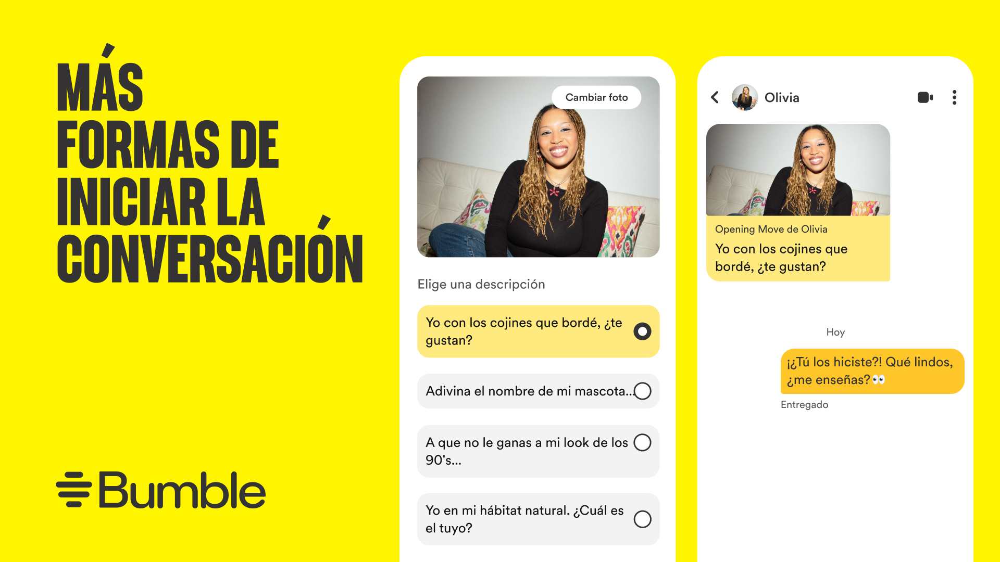 MÁS
FORMAS DE
INICIAR LA
CONVERSACIÓN
Bumble
Cambiar foto
Elige una descripción
Yo con los cojines que bordé, ¿te
gustan?
Adivina el nombre de mi mascota...
A que no le ganas a mi look de los
90's...
Yo en mi hábitat natural. ¿Cuál es
el tuyo?
Olivia
Opening Move de Olivia
Yo con los cojines que
bordé, ¿te gustan?
Hoy
¡¿Tú los hiciste?! Qué lindos,
¿me enseñas?👀
Entregado